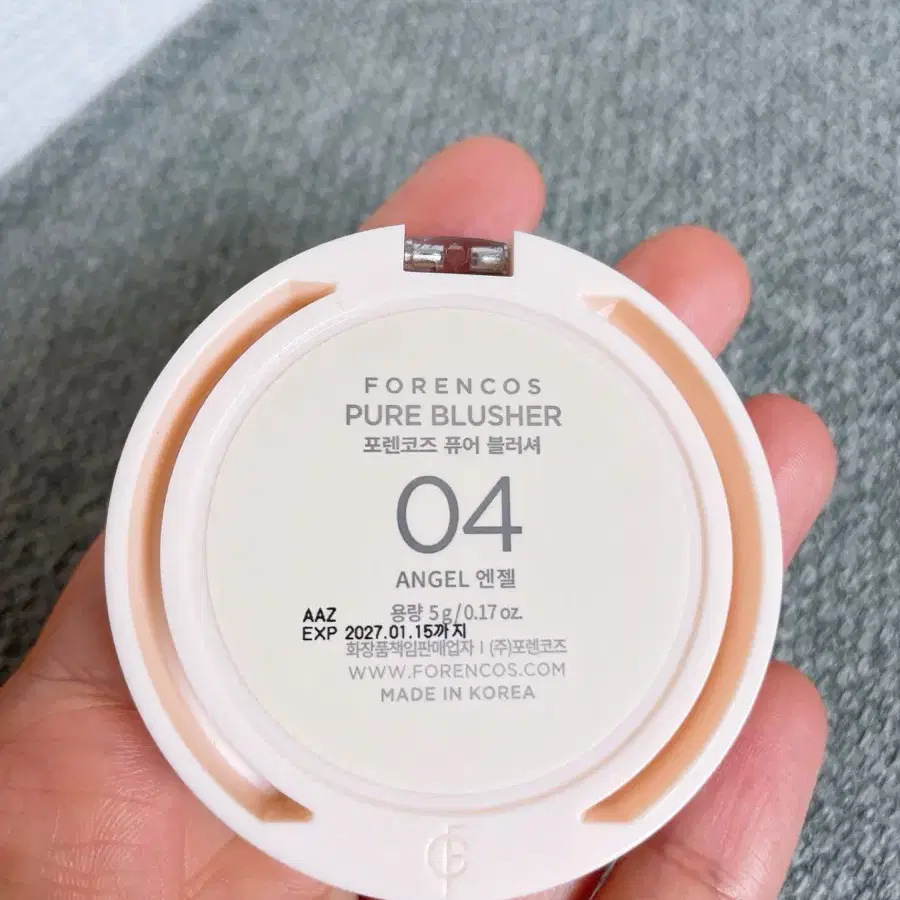 FORENCOS
PURE BLUSHER
포렌코즈 퓨어 블러셔
04
ANGEL 엔젤
용량 5 g/0.17 oz.
AAZ
EXP 2027.01.15까지
화장품책임판매업자 | (주)포렌코즈
WWW.FORENCOS.COM
MADE IN KOREA